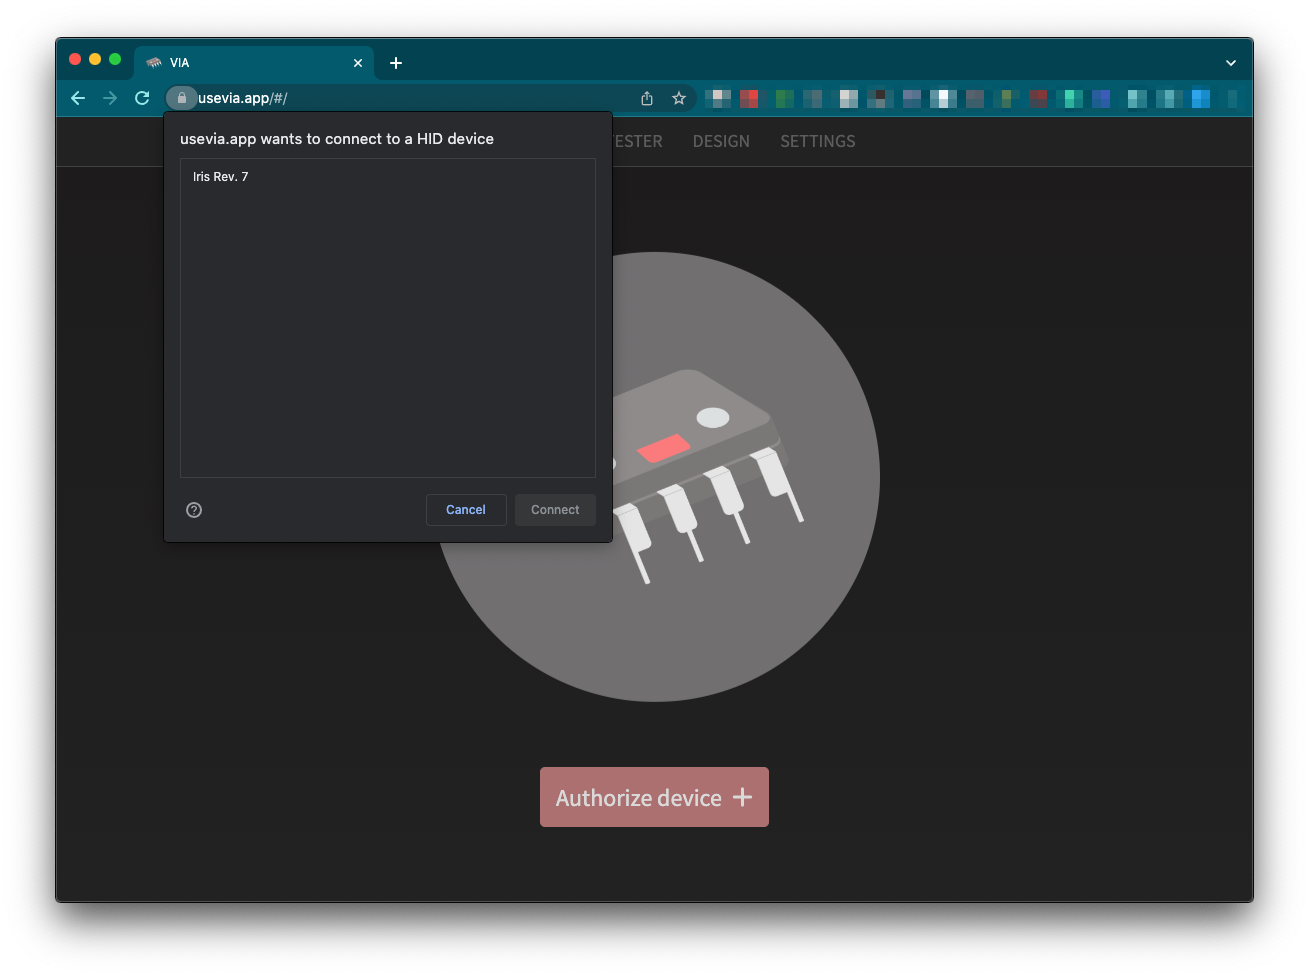 VIA
usevia.app/#/
usevia.app wants to connect to a HID device
ESTER DESIGN SETTINGS
Iris Rev. 7
Cancel Connect
Authorize device +